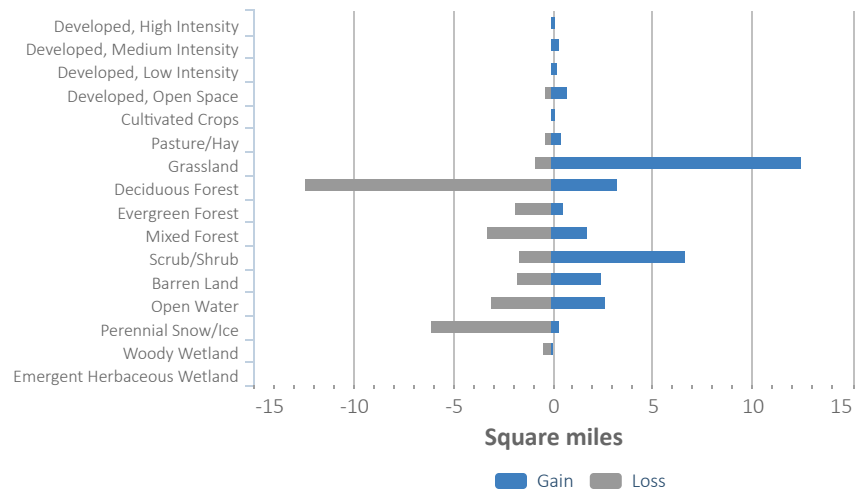 Developed, High Intensity
Developed, Medium Intensity
Developed, Low Intensity
Developed, Open Space
Cultivated Crops
Pasture/Hay
Grassland
Deciduous Forest
Evergreen Forest
Mixed Forest
Scrub/Shrub
Barren Land
Open Water
Perennial Snow/Ice
Woody Wetland
Emergent Herbaceous Wetland
-15 -10 -5 0 5 10 15
Square miles
Gain Loss